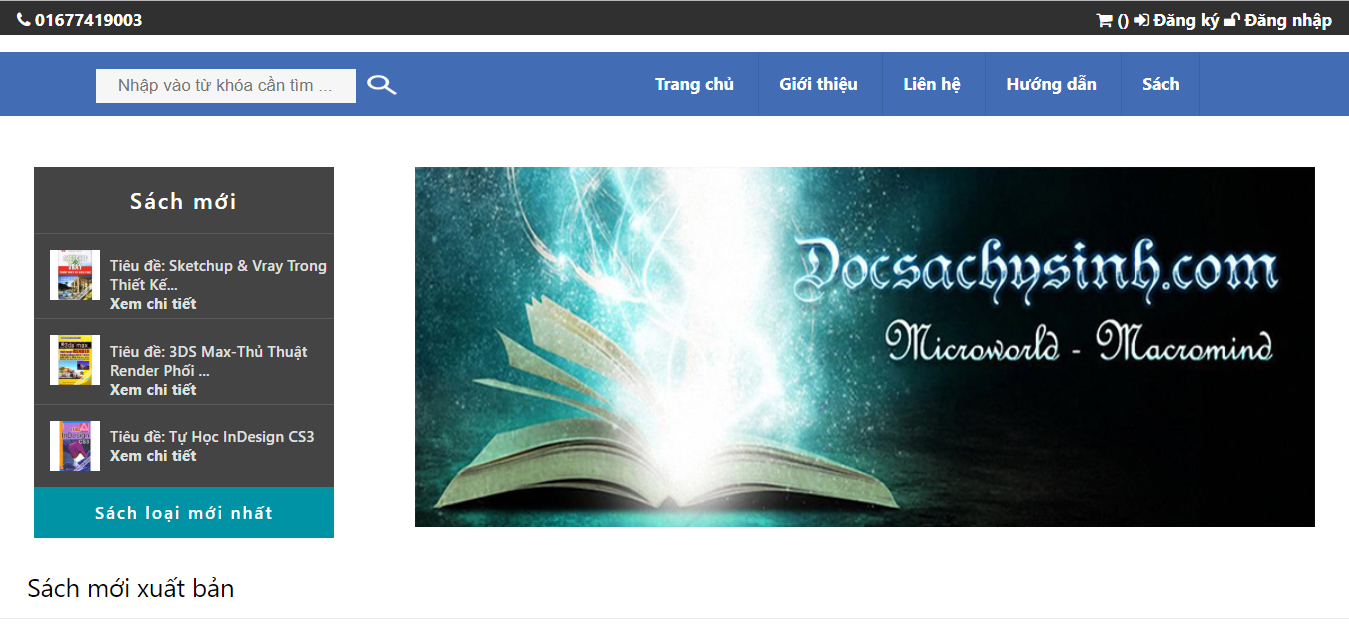 01677419003
() Đăng ký Đăng nhập
Nhập vào từ khóa cần tìm ...
Trang chủ
Giới thiệu
Liên hệ
Hướng dẫn
Sách
Sách mới
Tiêu đề: Sketchup & Vray Trong
Thiết Kế...
Xem chi tiết
Tiêu đề: 3DS Max-Thủ Thuật
Render Phối ...
Xem chi tiết
Tiêu đề: Tự Học InDesign CS3
Xem chi tiết
Sách loại mới nhất
Docsachysinh.com
Microworld - Macromind
Sách mới xuất bản